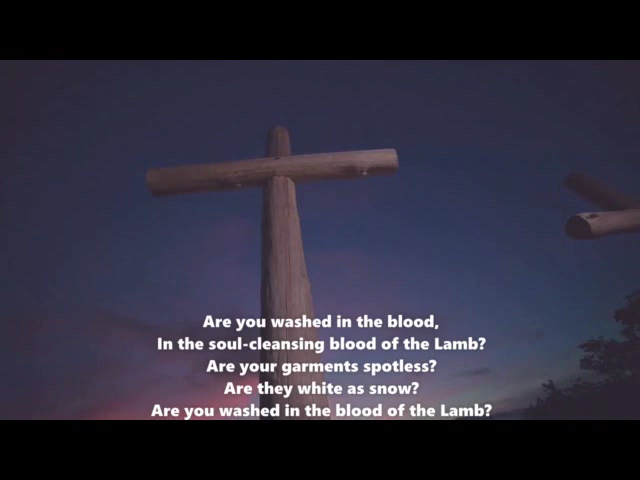 Are you washed in the blood,
In the soul-cleansing blood of the Lamb?
Are your garments spotless?
Are they white as snow?
Are you washed in the blood of the Lamb?